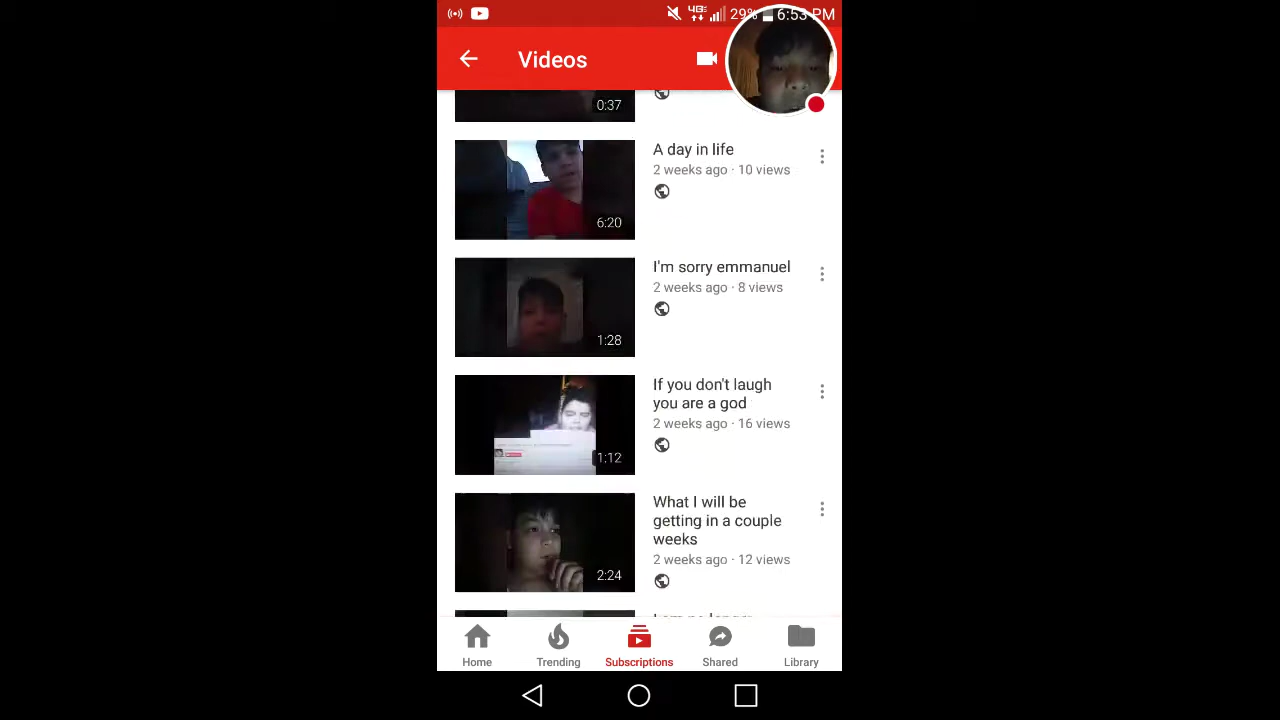 4G 29% 6:53 PM
Videos
0:37
A day in life
2 weeks ago · 10 views
6:20
I'm sorry emmanuel
2 weeks ago · 8 views
1:28
If you don't laugh
you are a god
2 weeks ago · 16 views
1:12
What I will be
getting in a couple
weeks
2 weeks ago · 12 views
2:24
Home Trending Subscriptions Shared Library